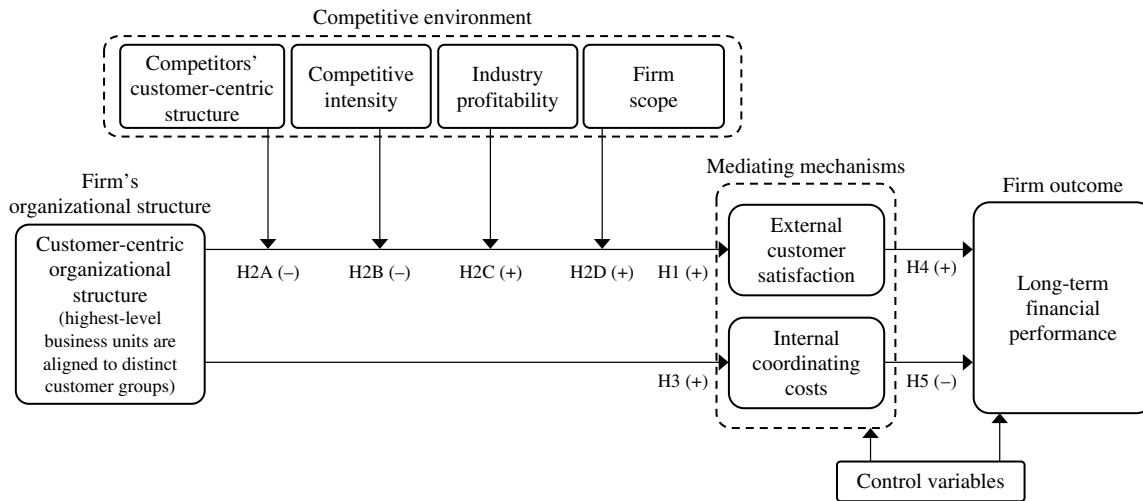 Competitive environment
Competitors’
customer-centric
structure
Competitive
intensity
Industry
profitability
Firm
scope
Mediating mechanisms
Firm’s
organizational structure
Firm outcome
Customer-centric
organizational
structure
(highest-level
business units are
aligned to distinct
customer groups)
H2A (–)
H2B (–)
H2C (+)
H2D (+)
H1 (+)
External
customer
satisfaction
H4 (+)
Long-term
financial
performance
H3 (+)
Internal
coordinating
costs
H5 (–)
Control variables